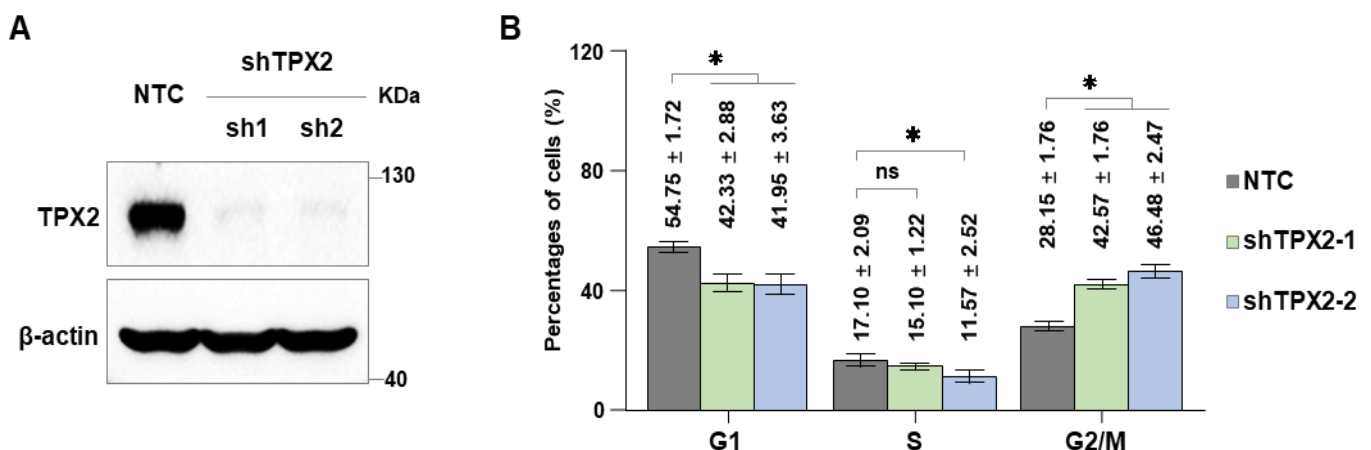 A
shTPX2
NTC
KDa
sh1
sh2
130
TPX2
β-actin
40
B
Percentages of cells (%)
120
80
40
0
*
54.75 ± 1.72
42.33 ± 2.88
41.95 ± 3.63
*
ns
17.10 ± 2.09
15.10 ± 1.22
11.57 ± 2.52
*
28.15 ± 1.76
42.57 ± 1.76
46.48 ± 2.47
G1
S
G2/M
NTC
shTPX2-1
shTPX2-2